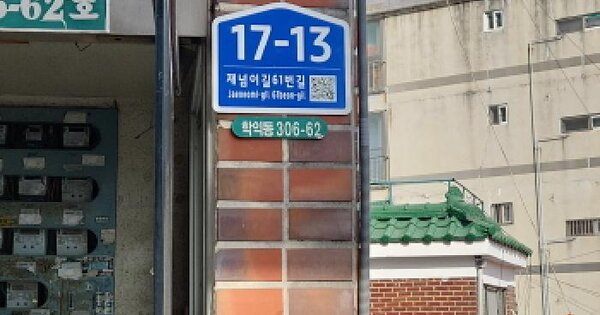 -62호
17-13
재넘이길61번길
Jaeneomi-gil 61beon-gil
학익동 306-62